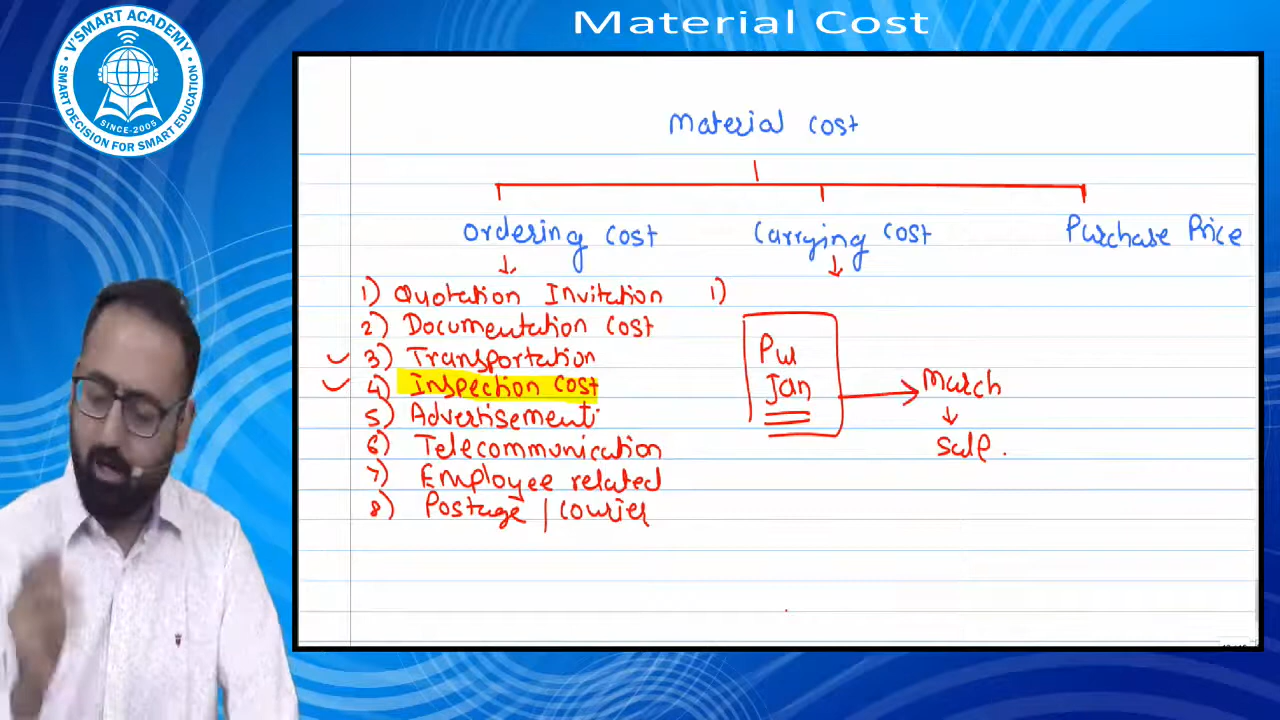 Material Cost
V'SMART ACADEMY
SINCE-2005
SMART DECISION FOR SMART EDUCATION
Material cost
Ordering cost
Carrying cost
Purchase Price
1) Quotation Invitation
2) Documentation cost
3) Transportation
4) Inspection cost
5) Advertisement
6) Telecommunication
7) Employee related
8) Postage / courier
1)
Pur
Jan
March
Sale.